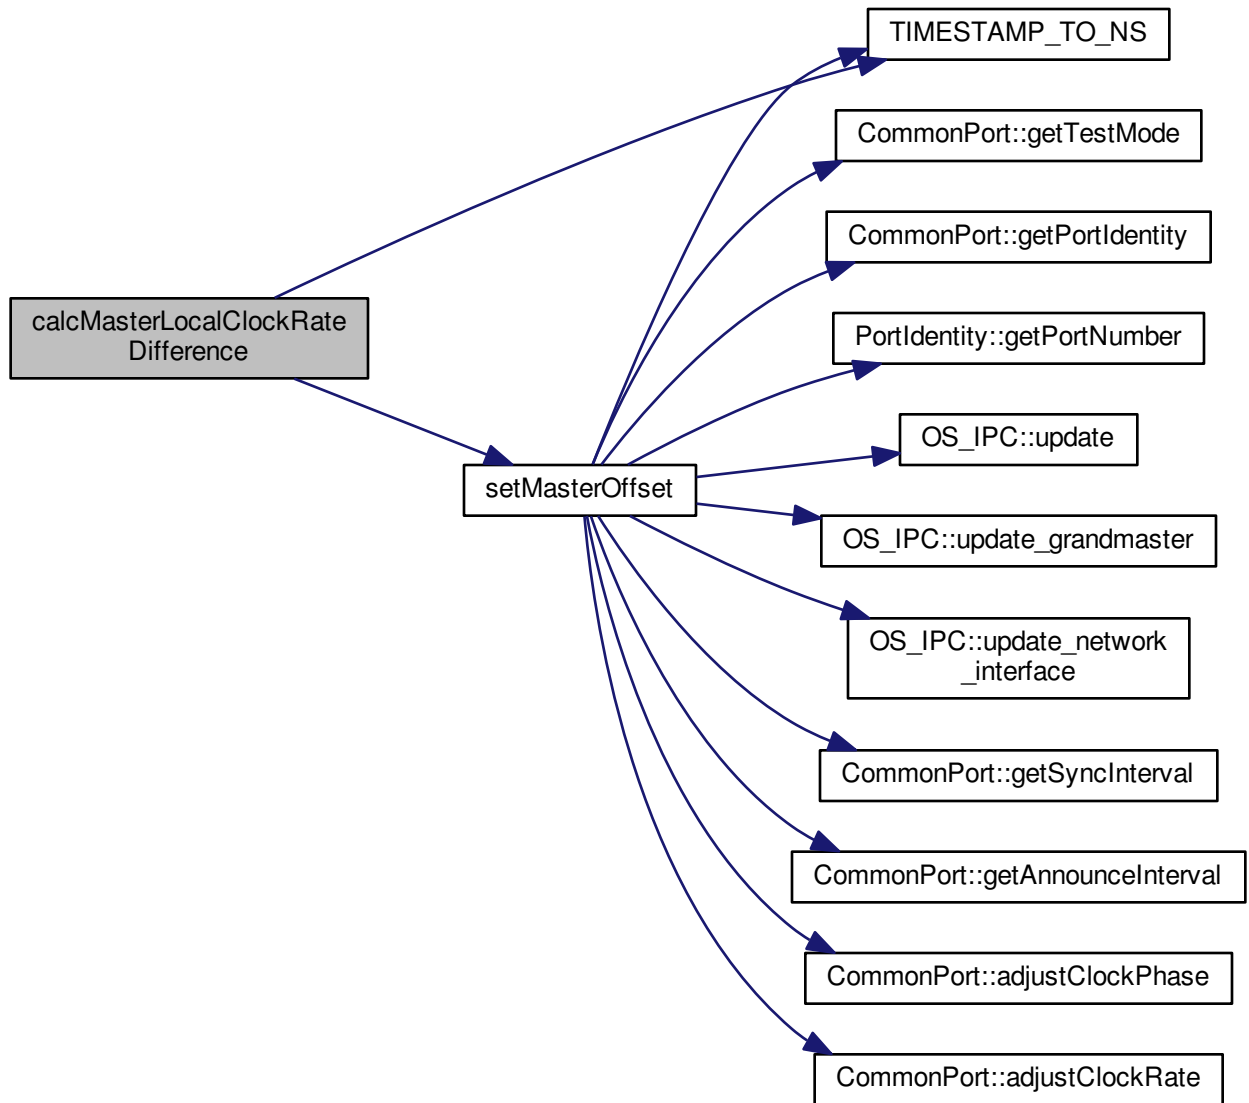 TIMESTAMP_TO_NS
CommonPort::getTestMode
CommonPort::getPortIdentity
calcMasterLocalClockRate
Difference
PortIdentity::getPortNumber
OS_IPC::update
setMasterOffset
OS_IPC::update_grandmaster
OS_IPC::update_network
_interface
CommonPort::getSyncInterval
CommonPort::getAnnounceInterval
CommonPort::adjustClockPhase
CommonPort::adjustClockRate